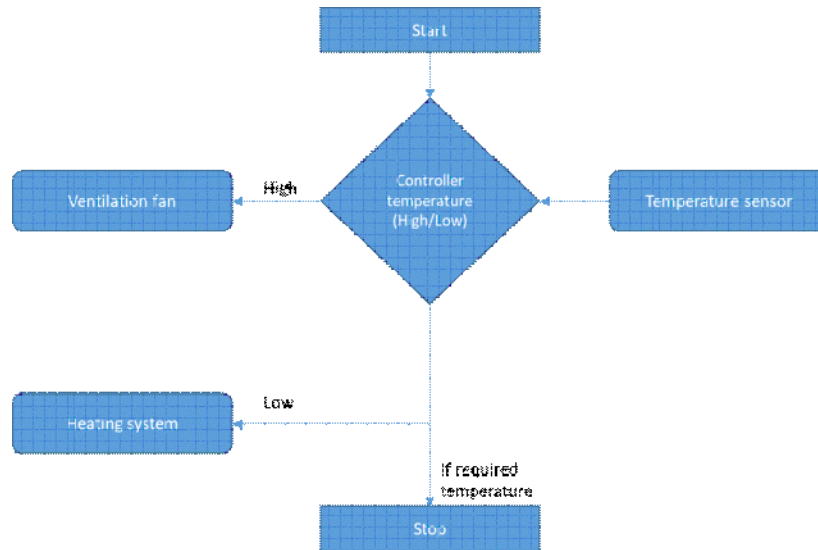 Start
Controller
temperature
(High/Low)
High
Ventilation fan
Temperature sensor
Low
Heating system
If required
temperature
Stop